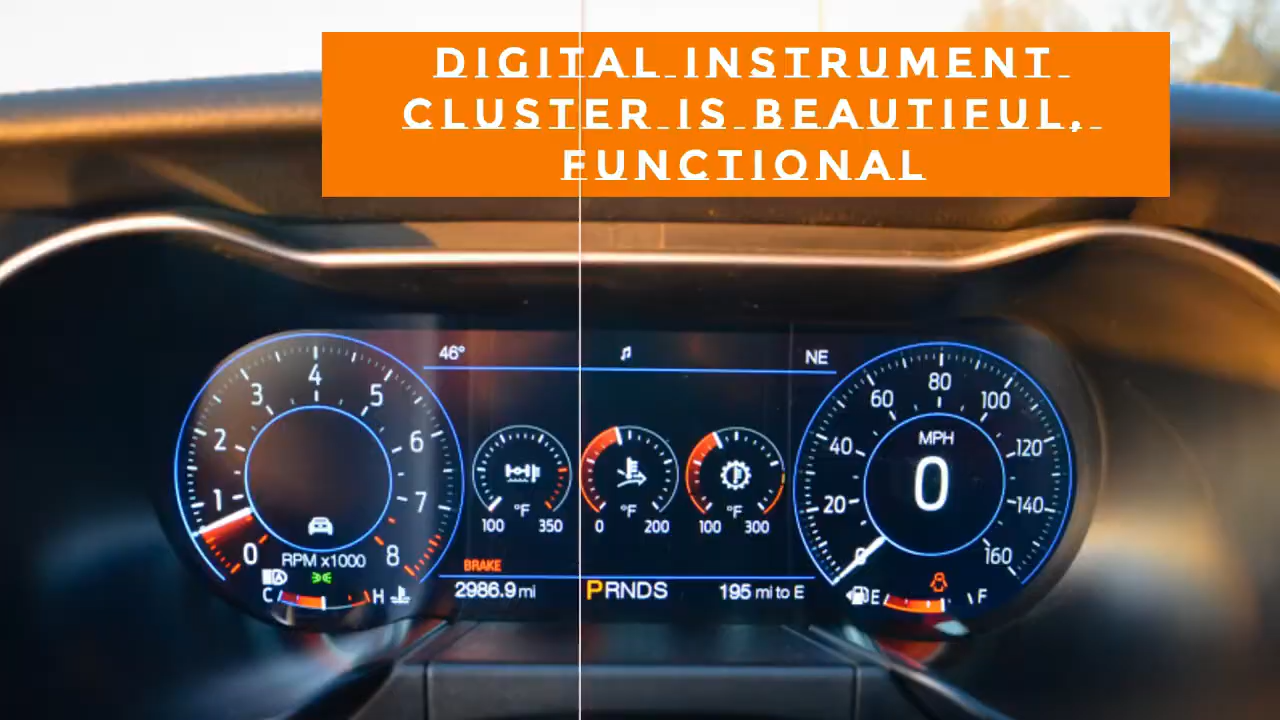 DIGITAL INSTRUMENT
CLUSTER IS BEAUTIFUL,
FUNCTIONAL
46°
NE
0 1 2 3 4 5 6 7 8
RPM x1000
C H
100 °F 350
0 °F 200
100 °F 300
BRAKE
2986.9 mi
PRNDS
195 mi to E
0 20 40 60 80 100 120 140 160
MPH
0
E F